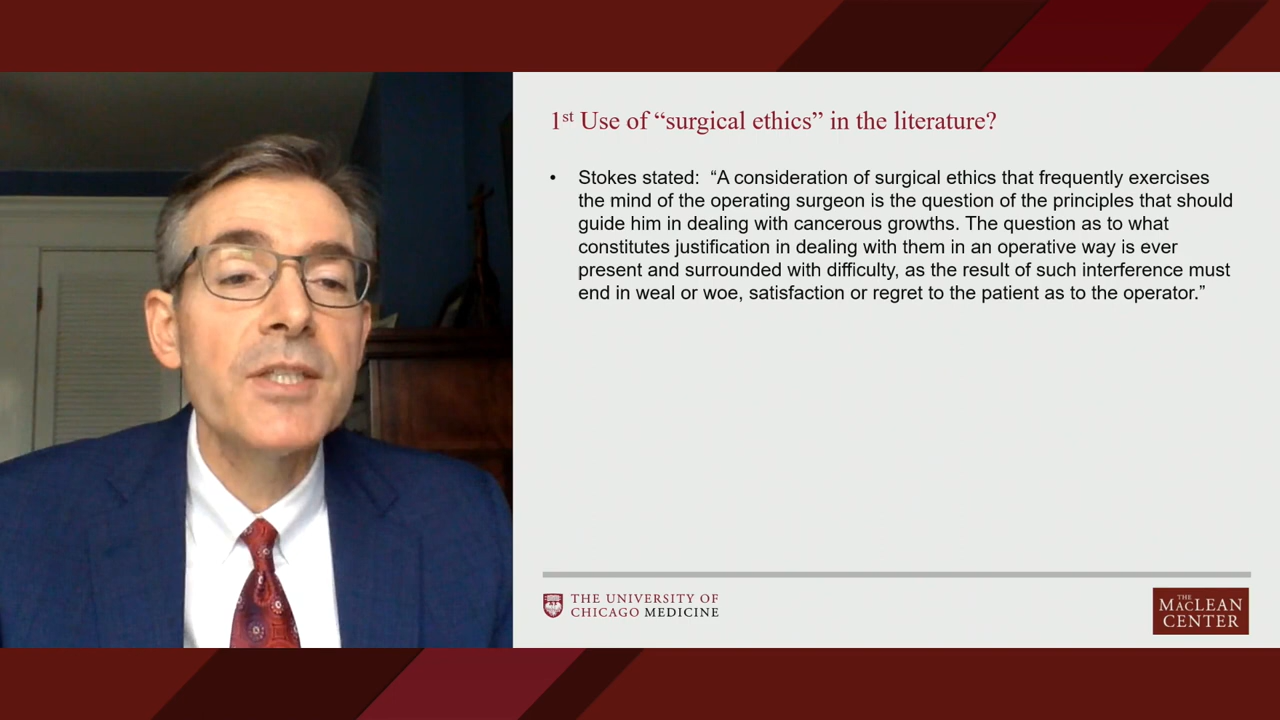 1st Use of “surgical ethics” in the literature?
• Stokes stated: “A consideration of surgical ethics that frequently exercises
the mind of the operating surgeon is the question of the principles that should
guide him in dealing with cancerous growths. The question as to what
constitutes justification in dealing with them in an operative way is ever
present and surrounded with difficulty, as the result of such interference must
end in weal or woe, satisfaction or regret to the patient as to the operator.”
THE UNIVERSITY OF
CHICAGO MEDICINE
THE
MACLEAN
CENTER